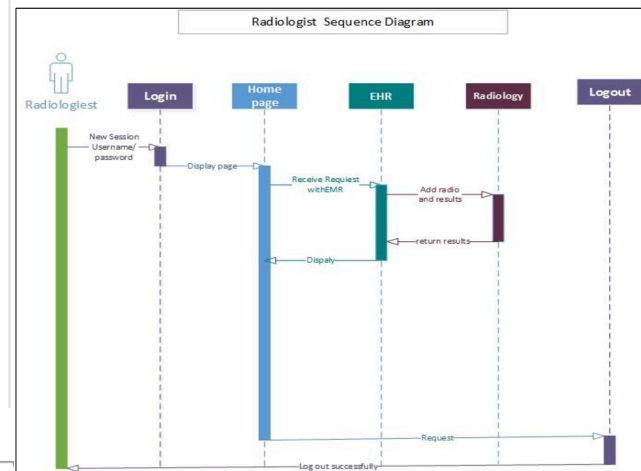 Radiologist Sequence Diagram
Radiologiest
Login
Home
page
EHR
Radiology
Logout
New Session
Username/
password
Display page
Receive Requiest
withEMR
Add radio
and results
return results
Dispaly
Request
Log out successfully